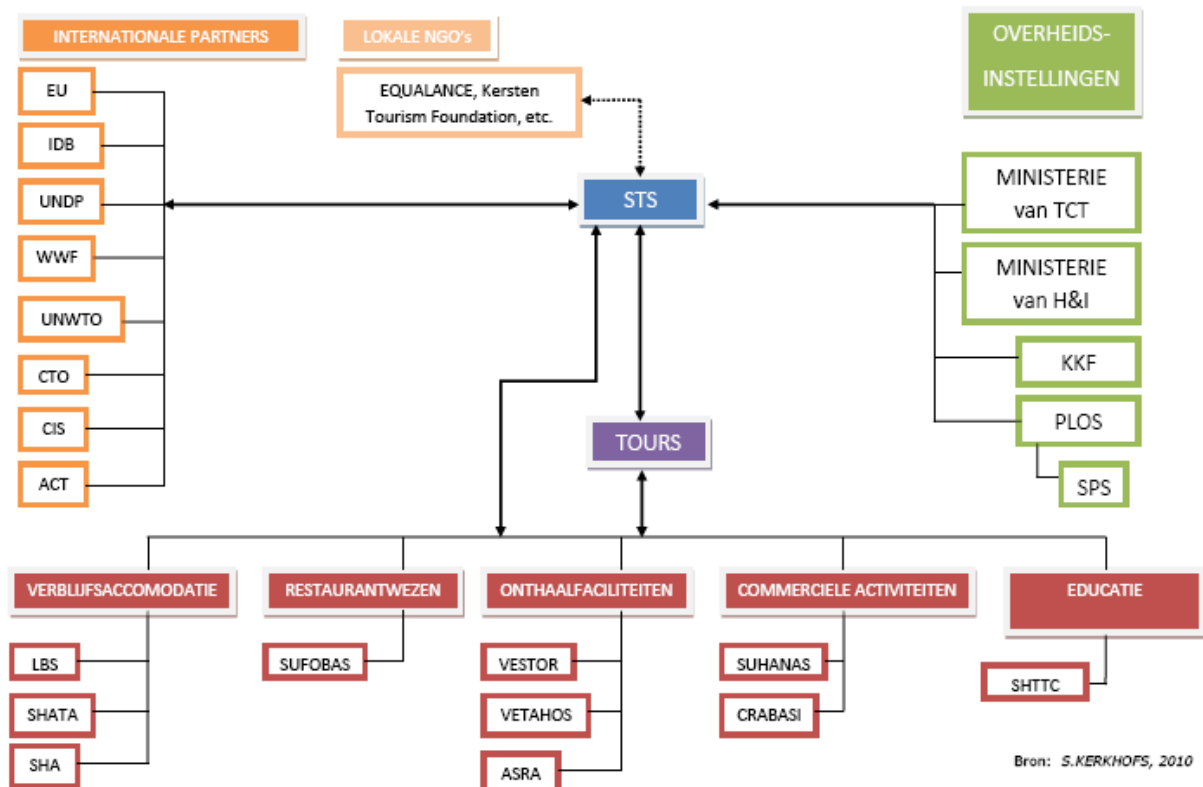 INTERNATIONALE PARTNERS
EU
IDB
UNDP
WWF
UNWTO
CTO
CIS
ACT
LOKALE NGO's
EQUALANCE, Kersten
Tourism Foundation, etc.
OVERHEIDS-
INSTELLINGEN
MINISTERIE
van TCT
MINISTERIE
van H&I
KKF
PLOS
SPS
STS
TOURS
VERBLIJFSACCOMODATIE
LBS
SHATA
SHA
RESTAURANTWEZEN
SUFOBAS
ONTHAALFACILITEITEN
VESTOR
VETAHOS
ASRA
COMMERCIELE ACTIVITEITEN
SUHANAS
CRABASI
EDUCATIE
SHTTC
Bron: S.KERKHOFS, 2010